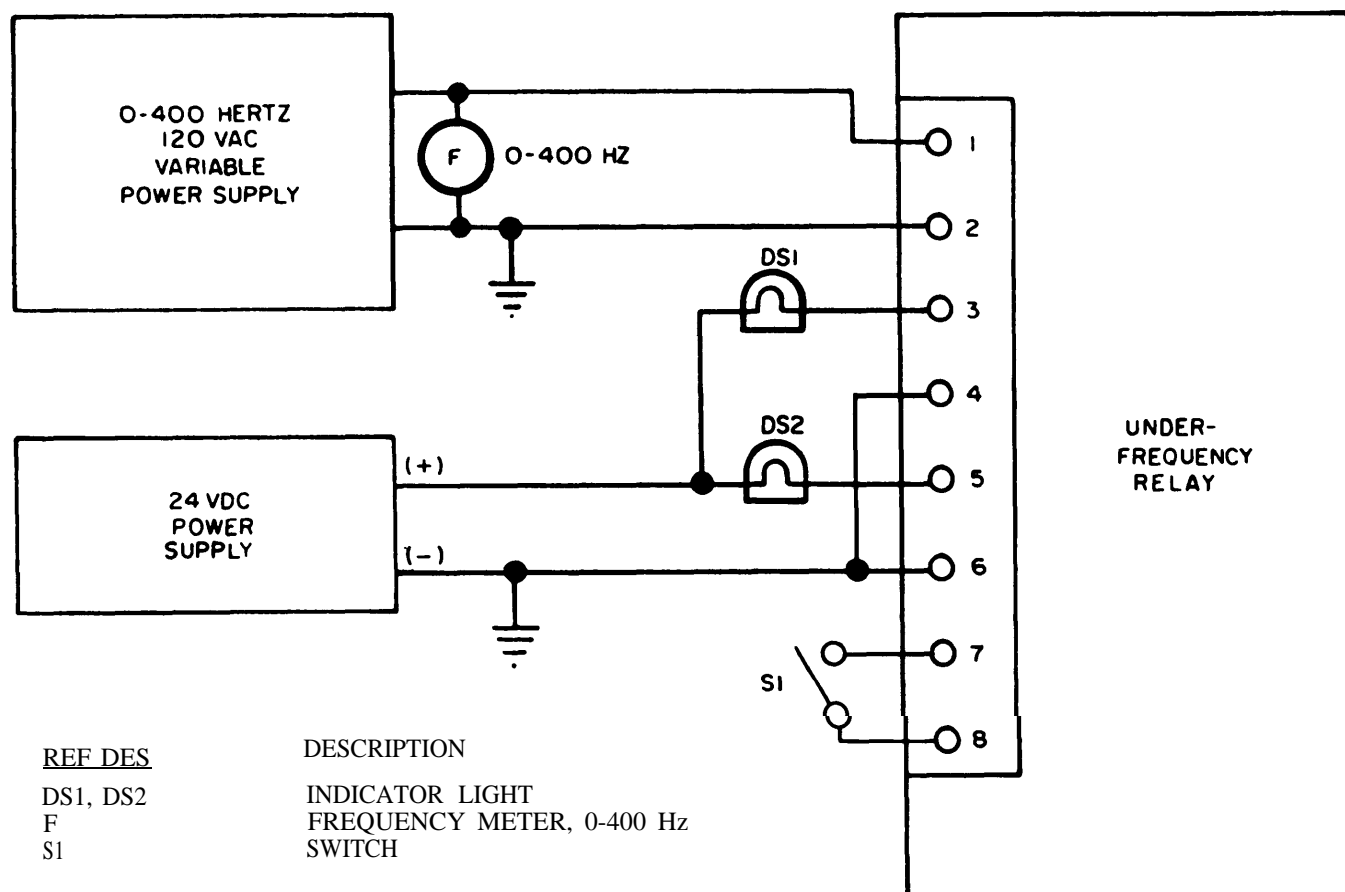 0-400 HERTZ
120 VAC
VARIABLE
POWER SUPPLY
F
0-400 HZ
1
2
DS1
3
4
DS2
5
6
7
S1
8
UNDER-
FREQUENCY
RELAY
24 VDC
POWER
SUPPLY
(+)
(-)
REF DES DESCRIPTION
DS1, DS2 INDICATOR LIGHT
F FREQUENCY METER, 0-400 Hz
S1 SWITCH